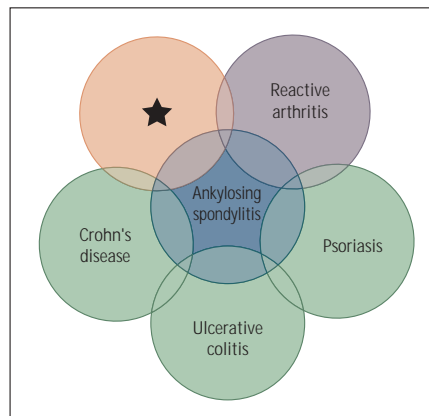 Reactive
arthritis
Ankylosing
spondylitis
Crohn's
disease
Psoriasis
Ulcerative
colitis